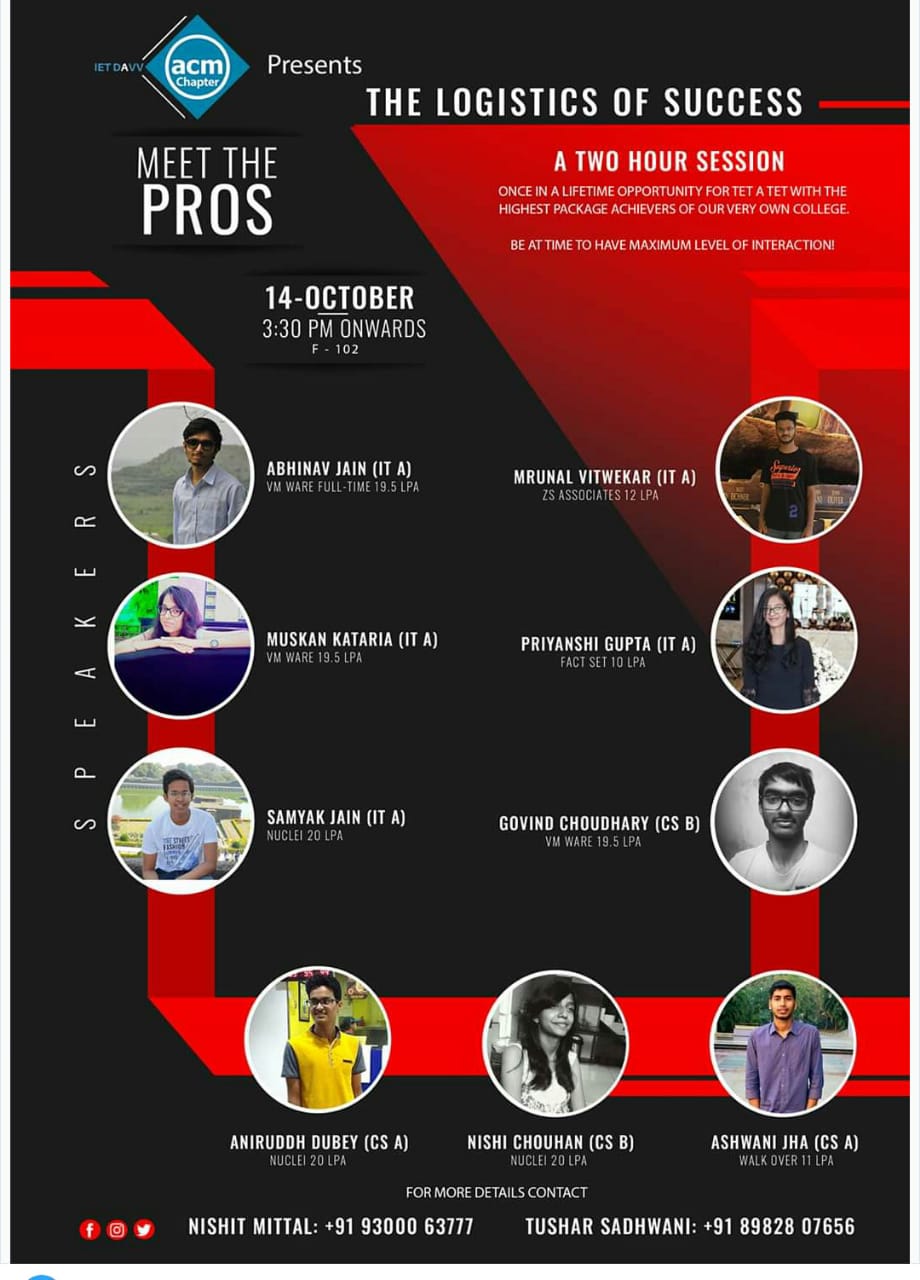 IET DAVV
acm
Chapter
Presents
THE LOGISTICS OF SUCCESS
MEET THE
PROS
A TWO HOUR SESSION
ONCE IN A LIFETIME OPPORTUNITY FOR TET A TET WITH THE
HIGHEST PACKAGE ACHIEVERS OF OUR VERY OWN COLLEGE.
BE AT TIME TO HAVE MAXIMUM LEVEL OF INTERACTION!
14-OCTOBER
3:30 PM ONWARDS
F - 102
SPEAKERS
ABHINAV JAIN (IT A)
VM WARE FULL-TIME 19.5 LPA
MRUNAL VITWEKAR (IT A)
ZS ASSOCIATES 12 LPA
Superior
2
MUSKAN KATARIA (IT A)
VM WARE 19.5 LPA
PRIYANSHI GUPTA (IT A)
FACT SET 10 LPA
SAMYAK JAIN (IT A)
NUCLEI 20 LPA
THE STREET
FASHION
GOVIND CHOUDHARY (CS B)
VM WARE 19.5 LPA
ANIRUDDH DUBEY (CS A)
NUCLEI 20 LPA
NISHI CHOUHAN (CS B)
NUCLEI 20 LPA
ASHWANI JHA (CS A)
WALK OVER 11 LPA
FOR MORE DETAILS CONTACT
NISHIT MITTAL: +91 93000 63777
TUSHAR SADHWANI: +91 89828 07656